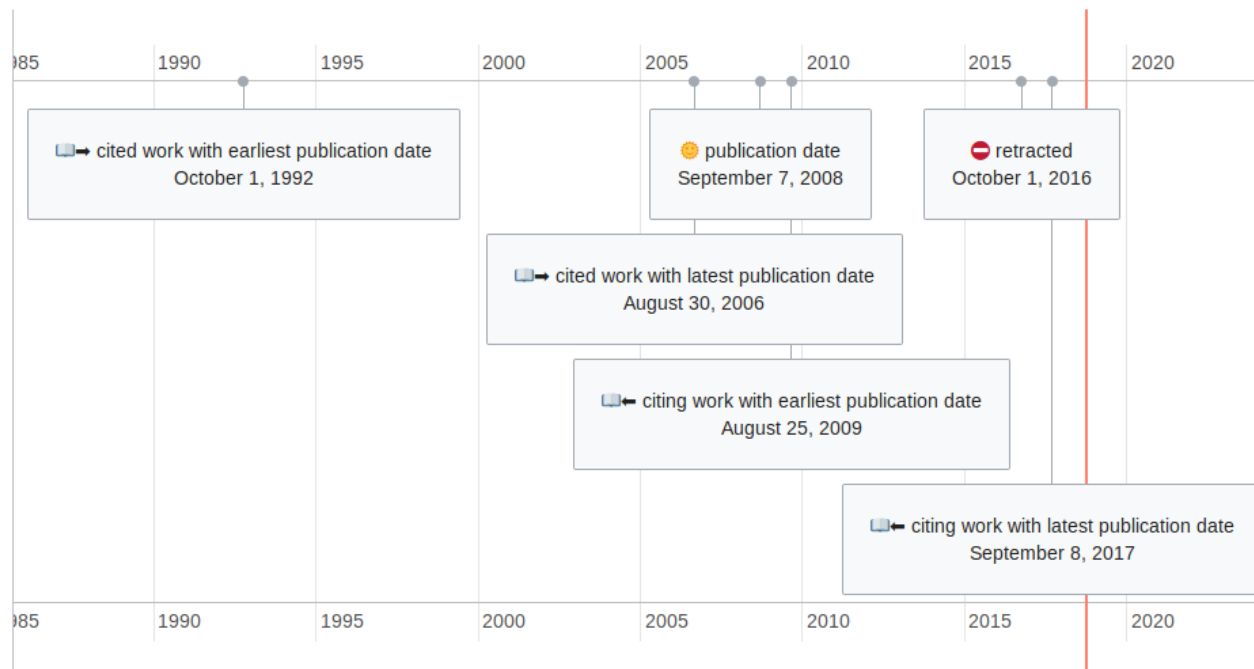 985 1990 1995 2000 2005 2010 2015 2020
cited work with earliest publication date
October 1, 1992
publication date
September 7, 2008
retracted
October 1, 2016
cited work with latest publication date
August 30, 2006
citing work with earliest publication date
August 25, 2009
citing work with latest publication date
September 8, 2017
985 1990 1995 2000 2005 2010 2015 2020